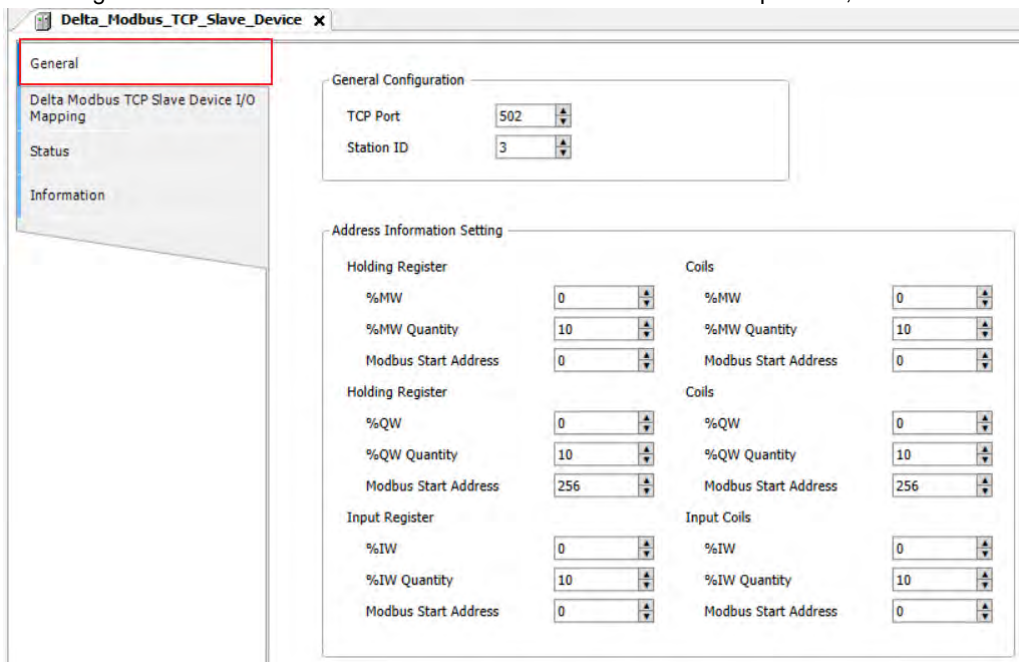 Delta_Modbus_TCP_Slave_Device X
General
Delta Modbus TCP Slave Device I/O
Mapping
Status
Information
General Configuration
TCP Port 502
Station ID 3
Address Information Setting
Holding Register Coils
%MW 0 %MW 0
%MW Quantity 10 %MW Quantity 10
Modbus Start Address 0 Modbus Start Address 0
Holding Register Coils
%QW 0 %QW 0
%QW Quantity 10 %QW Quantity 10
Modbus Start Address 256 Modbus Start Address 256
Input Register Input Coils
%IW 0 %IW 0
%IW Quantity 10 %IW Quantity 10
Modbus Start Address 0 Modbus Start Address 0